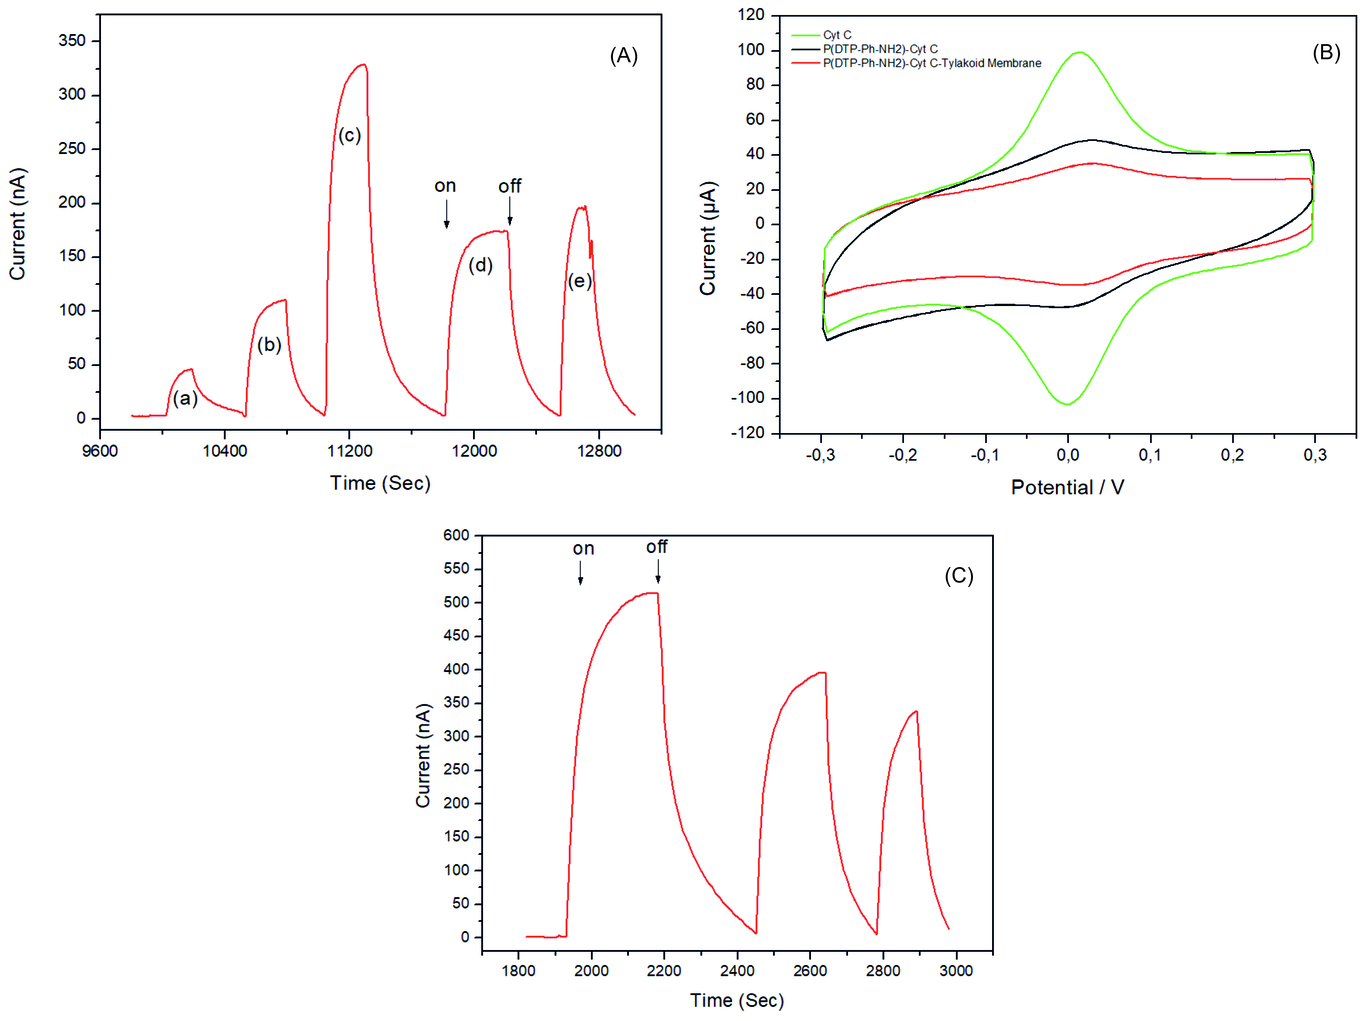 (A)
350
300
250
200
150
100
50
0
Current (nA)
(a)
(b)
(c)
on
off
(d)
(e)
9600
10400
11200
12000
12800
Time (Sec)
(B)
Cyt C
P(DTP-Ph-NH2)-Cyt C
P(DTP-Ph-NH2)-Cyt C-Tylakoid Membrane
120
100
80
60
40
20
0
-20
-40
-60
-80
-100
-120
Current (µA)
-0,3
-0,2
-0,1
0,0
0,1
0,2
0,3
Potential / V
(C)
on
off
600
550
500
450
400
350
300
250
200
150
100
50
0
Current (nA)
1800
2000
2200
2400
2600
2800
3000
Time (Sec)